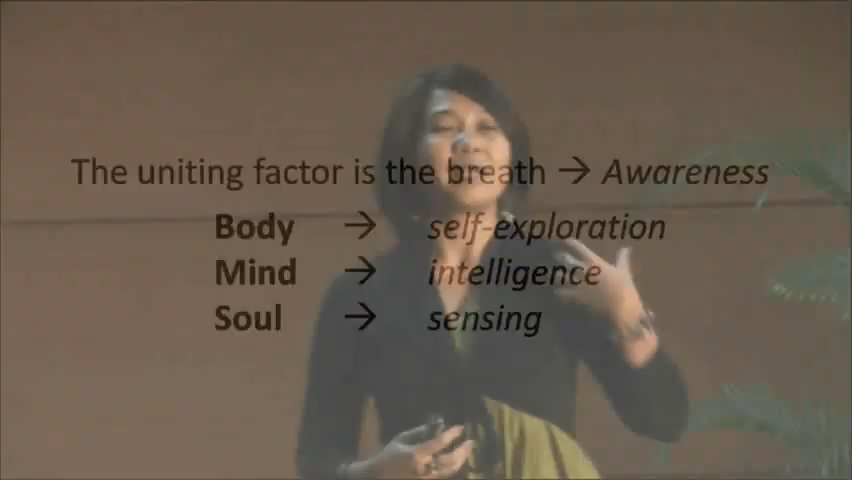 The uniting factor is the breath → Awareness
Body → self-exploration
Mind → intelligence
Soul → sensing